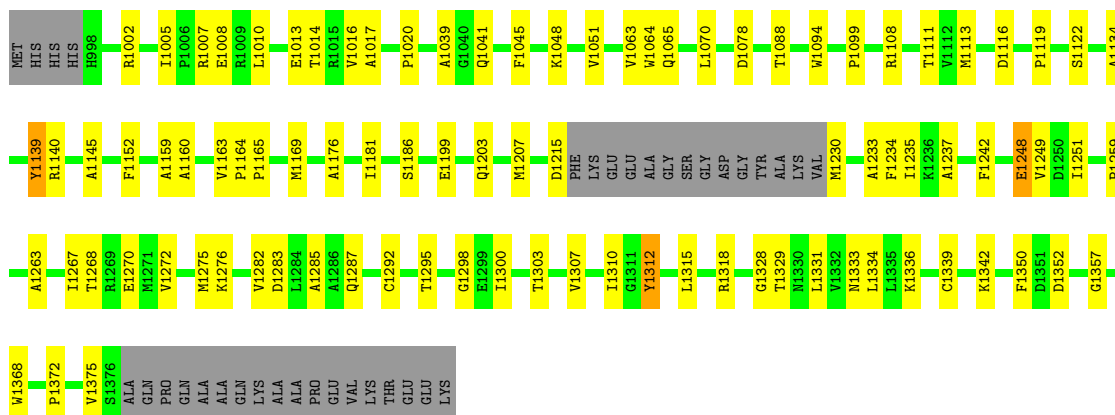 MET HIS HIS HIS H998 R1002 I1005 P1006 R1007 E1008 R1009 L1010 E1013 T1014 R1015 V1016 A1017 P1020 A1039 G1040 Q1041 F1045 K1048 V1051 V1063 W1064 Q1065 L1070 D1078 T1088 W1094 P1099 R1108 T1111 V1112 M1113 D1116 P1119 S1122 A1134
Y1139 R1140 A1145 F1152 A1159 A1160 V1163 P1164 P1165 M1169 A1176 I1181 S1186 E1199 Q1203 M1207 D1215 PHE LYS GLU GLU ALA GLY SER GLY ASP GLY TYR ALA LYS VAL M1230 A1233 F1234 I1235 K1236 A1237 F1242 E1248 V1249 D1250 I1251
A1263 I1267 T1268 R1269 E1270 M1271 V1272 M1275 K1276 V1282 D1283 L1284 A1285 A1286 Q1287 C1292 T1295 G1298 E1299 I1300 T1303 V1307 I1310 G1311 Y1312 L1315 R1318 G1328 T1329 N1330 L1331 V1332 N1333 L1334 L1335 K1336 C1339 K1342 F1350 D1351 D1352 G1357
W1368 P1372 V1375 S1376 ALA GLN PRO GLN ALA ALA GLN LYS ALA ALA PRO GLU VAL LYS THR GLU GLU LYS